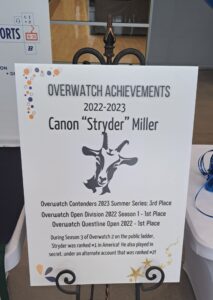 ORTS
OVERWATCH ACHIEVEMENTS
2022-2023
Canon "Stryder" Miller
Overwatch Contenders 2023 Summer Series: 3rd Place
Overwatch Open Division 2022 Season 1 - 1st Place
Overwatch Questline Open 2022 - 1st Place
During Season 3 of Overwatch 2 on the public ladder,
Stryder was ranked #1 in America! He also played in
secret, under an alternate account that was ranked #2!